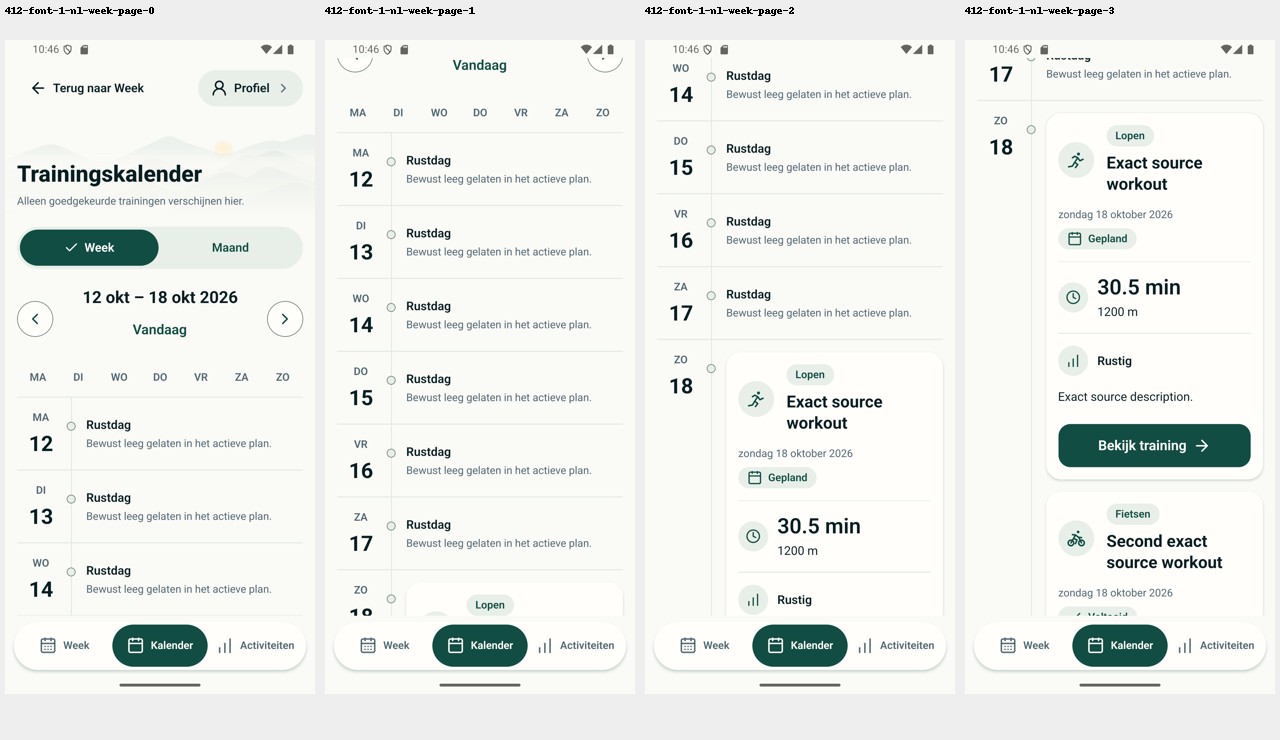 412-font-1-nl-week-page-0
10:46
Terug naar Week
Profiel
Trainingskalender
Alleen goedgekeurde trainingen verschijnen hier.
Week
Maand
12 okt – 18 okt 2026
Vandaag
MA DI WO DO VR ZA ZO
MA
12
Rustdag
Bewust leeg gelaten in het actieve plan.
DI
13
Rustdag
Bewust leeg gelaten in het actieve plan.
WO
14
Rustdag
Bewust leeg gelaten in het actieve plan.
Week
Kalender
Activiteiten
412-font-1-nl-week-page-1
10:46
Vandaag
MA DI WO DO VR ZA ZO
MA
12
Rustdag
Bewust leeg gelaten in het actieve plan.
DI
13
Rustdag
Bewust leeg gelaten in het actieve plan.
WO
14
Rustdag
Bewust leeg gelaten in het actieve plan.
DO
15
Rustdag
Bewust leeg gelaten in het actieve plan.
VR
16
Rustdag
Bewust leeg gelaten in het actieve plan.
ZA
17
Rustdag
Bewust leeg gelaten in het actieve plan.
ZO
18
Lopen
Week
Kalender
Activiteiten
412-font-1-nl-week-page-2
10:46
WO
14
Rustdag
Bewust leeg gelaten in het actieve plan.
DO
15
Rustdag
Bewust leeg gelaten in het actieve plan.
VR
16
Rustdag
Bewust leeg gelaten in het actieve plan.
ZA
17
Rustdag
Bewust leeg gelaten in het actieve plan.
ZO
18
Lopen
Exact source
workout
zondag 18 oktober 2026
Gepland
30.5 min
1200 m
Rustig
Week
Kalender
Activiteiten
412-font-1-nl-week-page-3
10:46
17
Rustdag
Bewust leeg gelaten in het actieve plan.
ZO
18
Lopen
Exact source
workout
zondag 18 oktober 2026
Gepland
30.5 min
1200 m
Rustig
Exact source description.
Bekijk training
Fietsen
Second exact
source workout
zondag 18 oktober 2026
Voltooid
Week
Kalender
Activiteiten